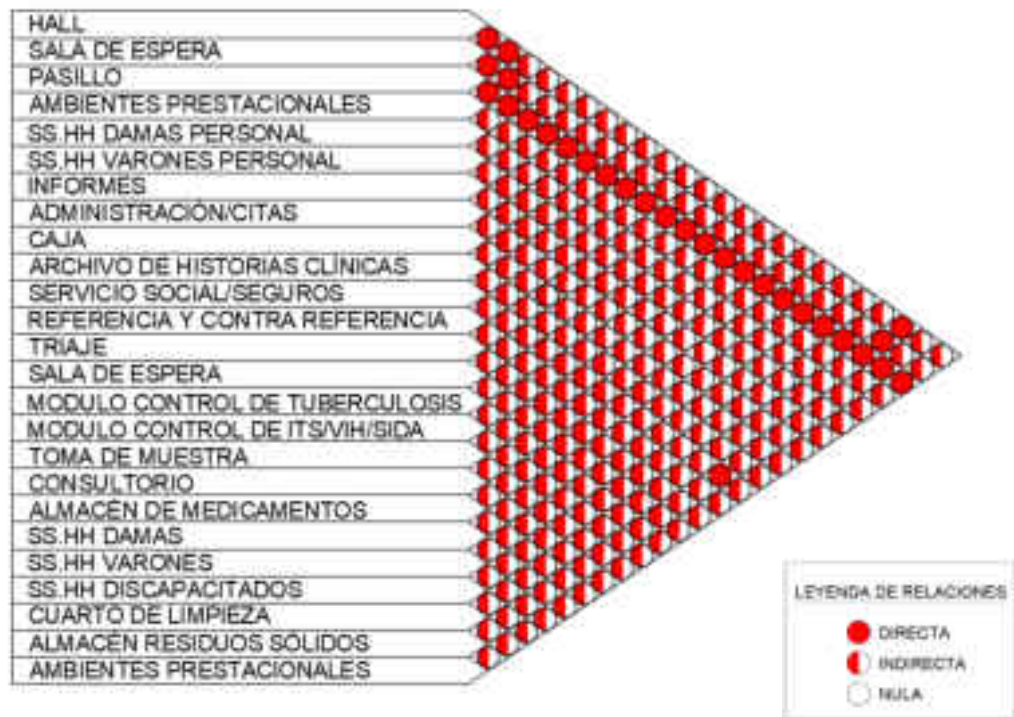 HALL
SALA DE ESPERA
PASILLO
AMBIENTES PRESTACIONALES
SS.HH DAMAS PERSONAL
SS.HH VARONES PERSONAL
INFORMES
ADMINISTRACIÓN/CITAS
CAJA
ARCHIVO DE HISTORIAS CLÍNICAS
SERVICIO SOCIAL/SEGUROS
REFERENCIA Y CONTRA REFERENCIA
TRIAJE
SALA DE ESPERA
MODULO CONTROL DE TUBERCULOSIS
MODULO CONTROL DE ITS/VIH/SIDA
TOMA DE MUESTRA
CONSULTORIO
ALMACÉN DE MEDICAMENTOS
SS.HH DAMAS
SS.HH VARONES
SS.HH DISCAPACITADOS
CUARTO DE LIMPIEZA
ALMACÉN RESIDUOS SÓLIDOS
AMBIENTES PRESTACIONALES
LEYENDA DE RELACIONES
DIRECTA
INDIRECTA
NULA